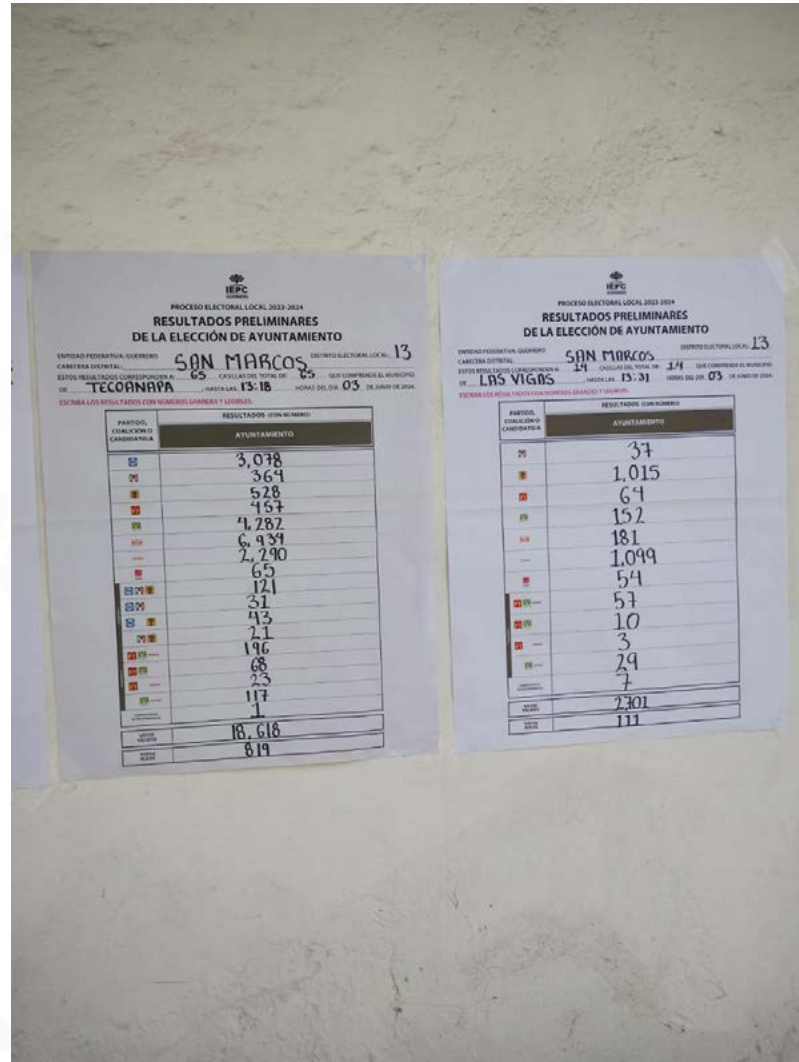 IEPC
GUERRERO
PROCESO ELECTORAL LOCAL 2023-2024
RESULTADOS PRELIMINARES
DE LA ELECCIÓN DE AYUNTAMIENTO
ENTIDAD FEDERATIVA: GUERRERO
DISTRITO ELECTORAL LOCAL: 13
CABECERA DISTRITAL: SAN MARCOS
ESTOS RESULTADOS CORRESPONDEN A: 65 CASILLAS DEL TOTAL DE: 65 QUE COMPRENDE EL MUNICIPIO
DE TECOANAPA, HASTA LAS 13:18 HORAS DEL DÍA 03 DE JUNIO DE 2024.
ESCRIBA LOS RESULTADOS CON NÚMEROS GRANDES Y LEGIBLES.
PARTIDO, COALICIÓN O CANDIDATO/A
RESULTADOS (CON NÚMERO)
AYUNTAMIENTO
3,078
364
528
457
4,282
6,934
2,290
65
121
31
43
21
196
68
23
117
1
18,618
819
IEPC
GUERRERO
PROCESO ELECTORAL LOCAL 2023-2024
RESULTADOS PRELIMINARES
DE LA ELECCIÓN DE AYUNTAMIENTO
ENTIDAD FEDERATIVA: GUERRERO
DISTRITO ELECTORAL LOCAL: 13
CABECERA DISTRITAL: SAN MARCOS
ESTOS RESULTADOS CORRESPONDEN A: 14 CASILLAS DEL TOTAL DE: 14 QUE COMPRENDE EL MUNICIPIO
DE LAS VIGAS, HASTA LAS 13:31 HORAS DEL DÍA 03 DE JUNIO DE 2024.
ESCRIBA LOS RESULTADOS CON NÚMEROS GRANDES Y LEGIBLES.
PARTIDO, COALICIÓN O CANDIDATO/A
RESULTADOS (CON NÚMERO)
AYUNTAMIENTO
37
1,015
64
152
181
1,099
54
57
10
3
29
7
2701
111